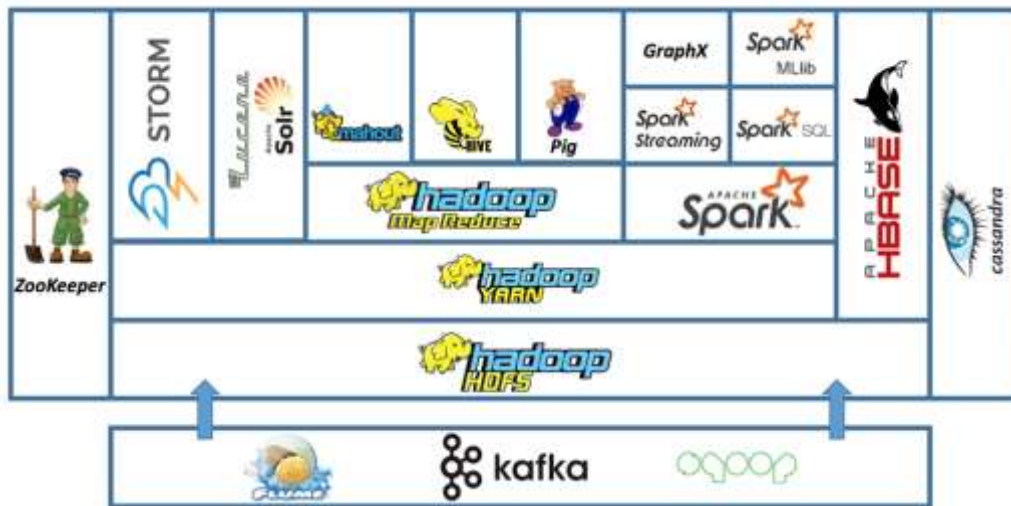 ZooKeeper
STORM
Lucene
Apache
Solr
mahout
HIVE
Pig
GraphX
Spark
MLlib
Spark
Streaming
Spark SQL
hadoop
Map Reduce
APACHE
Spark
APACHE
HBASE
cassandra
hadoop
YARN
hadoop
HDFS
FLUME
kafka
sqoop